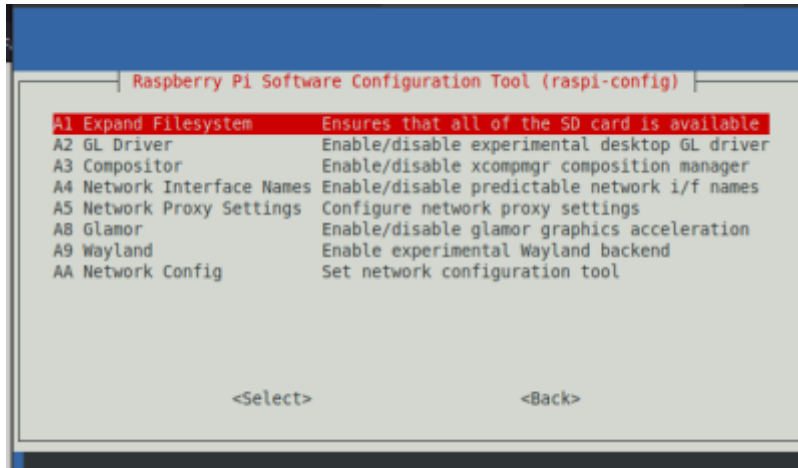 Raspberry Pi Software Configuration Tool (raspi-config)
A1 Expand Filesystem Ensures that all of the SD card is available
A2 GL Driver Enable/disable experimental desktop GL driver
A3 Compositor Enable/disable xcompmgr composition manager
A4 Network Interface Names Enable/disable predictable network i/f names
A5 Network Proxy Settings Configure network proxy settings
A8 Glamor Enable/disable glamor graphics acceleration
A9 Wayland Enable experimental Wayland backend
AA Network Config Set network configuration tool
<Select> <Back>